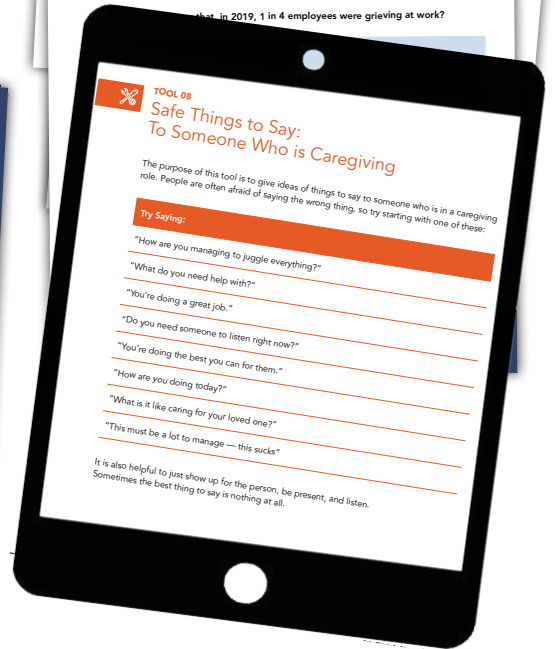 that, in 2019, 1 in 4 employees were grieving at work?
TOOL 08
Safe Things to Say:
To Someone Who is Caregiving
The purpose of this tool is to give ideas of things to say to someone who is in a caregiving
role. People are often afraid of saying the wrong thing, so try starting with one of these:
Try Saying:
"How are you managing to juggle everything?"
"What do you need help with?"
"You're doing a great job."
"Do you need someone to listen right now?"
"You're doing the best you can for them."
"How are you doing today?"
"What is it like caring for your loved one?"
"This must be a lot to manage — this sucks"
It is also helpful to just show up for the person, be present, and listen.
Sometimes the best thing to say is nothing at all.